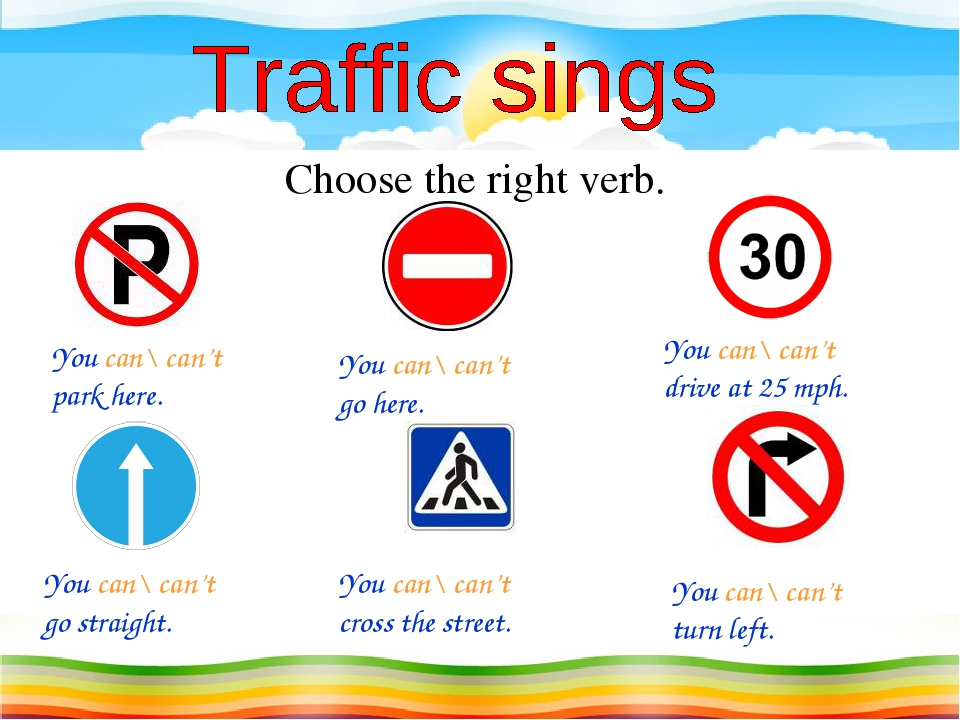 Traffic sings
Choose the right verb.
P
30
You can \ can't
park here.
You can \ can't
go here.
You can \ can't
drive at 25 mph.
You can \ can't
go straight.
You can \ can't
cross the street.
You can \ can't
turn left.